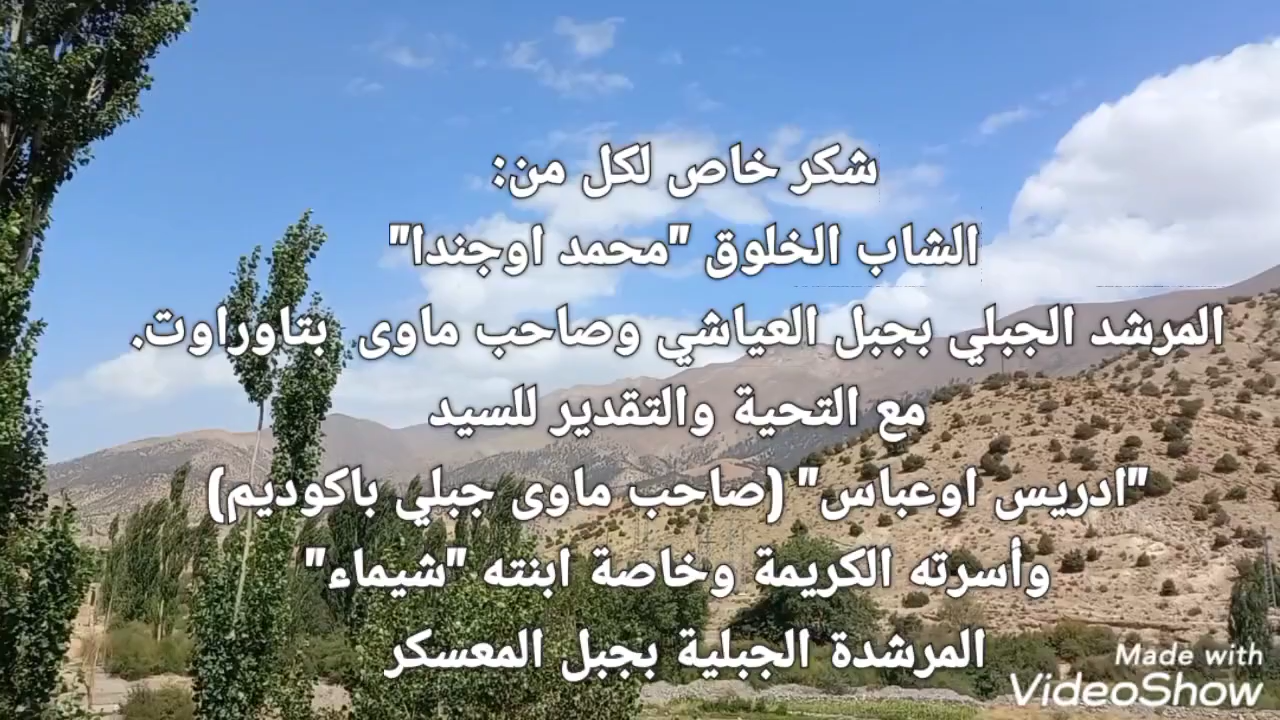 شكر خاص لكل من:
الشاب الخلوق "محمد اوجندا"
المرشد الجبلي بجبل العياشي وصاحب ماوى بتاوراوت.
مع التحية والتقدير للسيد
"ادريس اوعباس" (صاحب ماوى جبلي باكوديم)
وأسرته الكريمة وخاصة ابنته "شيماء"
المرشدة الجبلية بجبل المعسكر
Made with
VideoShow